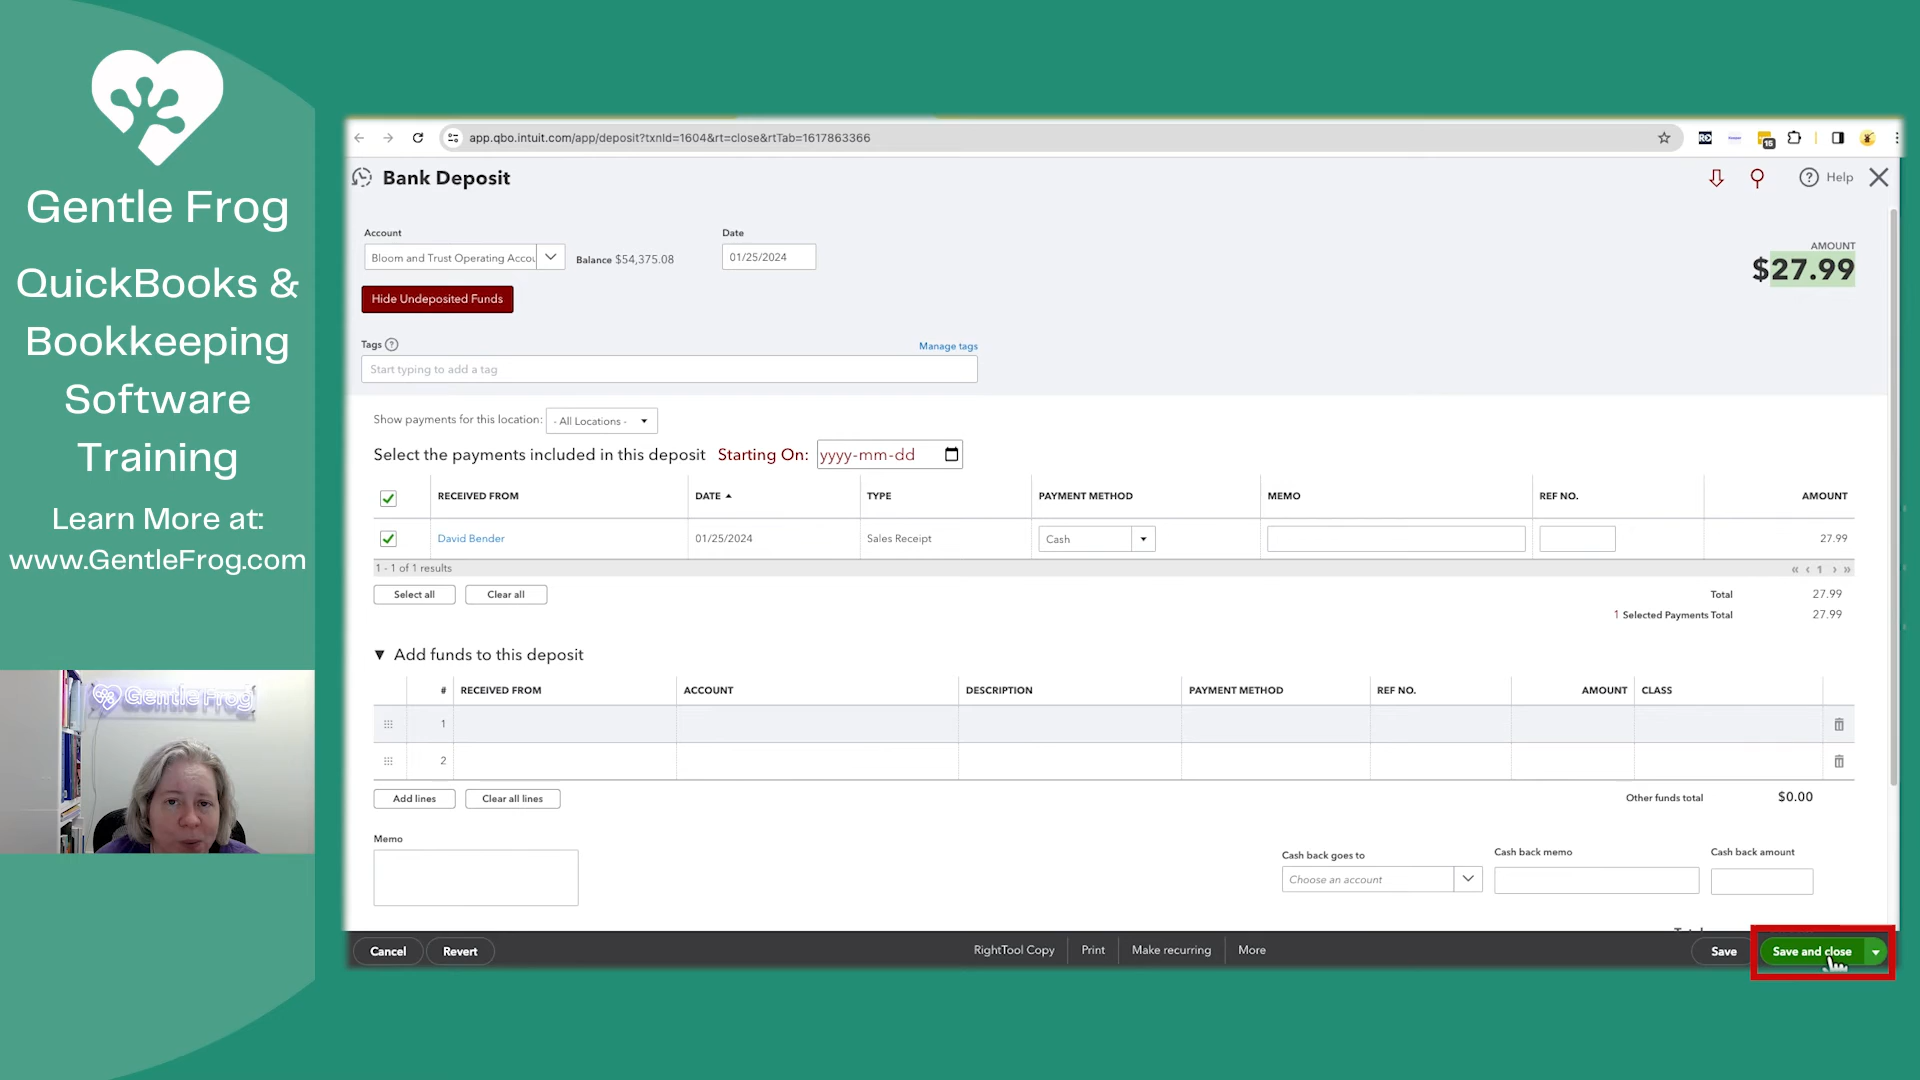 Gentle Frog
QuickBooks &
Bookkeeping
Software
Training
Learn More at:
www.GentleFrog.com
Gentle Frog
app.qbo.intuit.com/app/deposit?txnId=1604&rt=close&rtTab=1617863366
15
Bank Deposit
? Help
Account
Date
AMOUNT
Bloom and Trust Operating Accou
Balance $54,375.08
01/25/2024
$27.99
Hide Undeposited Funds
Tags ?
Manage tags
Start typing to add a tag
Show payments for this location: - All Locations -
Select the payments included in this deposit Starting On: yyyy-mm-dd
RECEIVED FROM DATE TYPE PAYMENT METHOD MEMO REF NO. AMOUNT
David Bender 01/25/2024 Sales Receipt Cash 27.99
1 - 1 of 1 results
« ‹ 1 › »
Select all Clear all
Total 27.99
1 Selected Payments Total 27.99
▼ Add funds to this deposit
# RECEIVED FROM ACCOUNT DESCRIPTION PAYMENT METHOD REF NO. AMOUNT CLASS
1
2
Add lines Clear all lines
Other funds total $0.00
Memo
Cash back goes to Cash back memo Cash back amount
Choose an account
Cancel Revert RightTool Copy Print Make recurring More Save Save and close